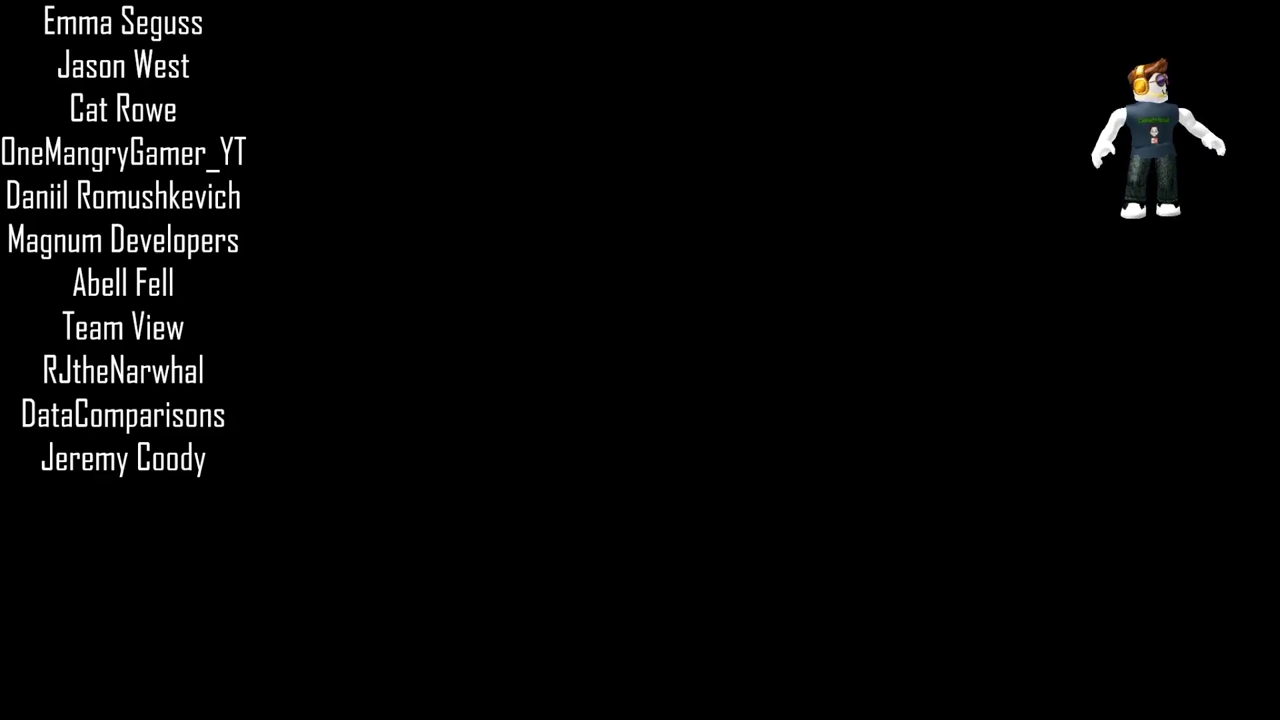 Emma Seguss
Jason West
Cat Rowe
OneMangryGamer_YT
Daniil Romushkevich
Magnum Developers
Abell Fell
Team View
RJtheNarwhal
DataComparisons
Jeremy Coody